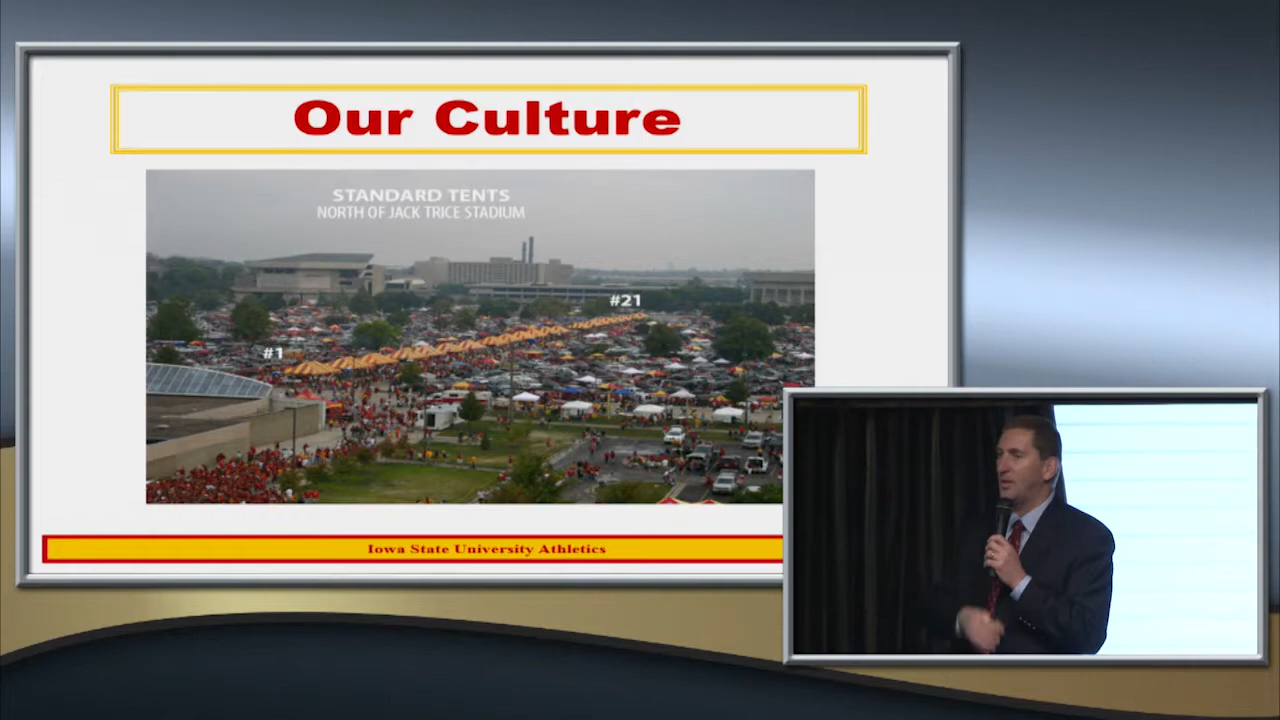 Our Culture
STANDARD TENTS
NORTH OF JACK TRICE STADIUM
#21
#1
Iowa State University Athletics